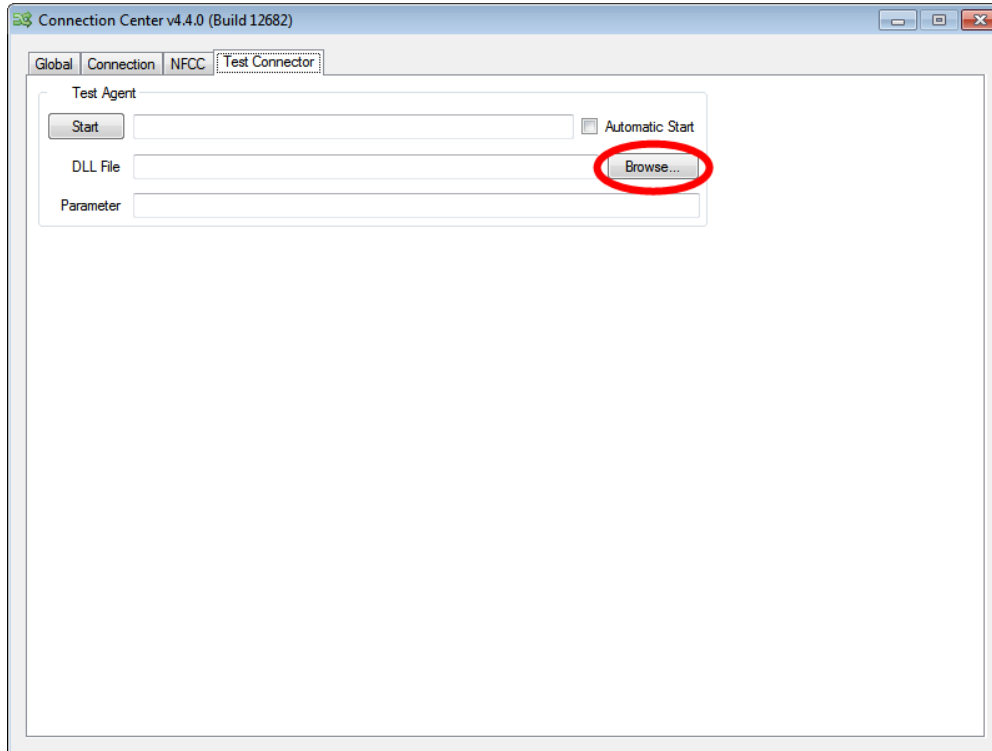 Connection Center v4.4.0 (Build 12682)
Global Connection NFCC Test Connector
Test Agent
Start Automatic Start
DLL File Browse...
Parameter